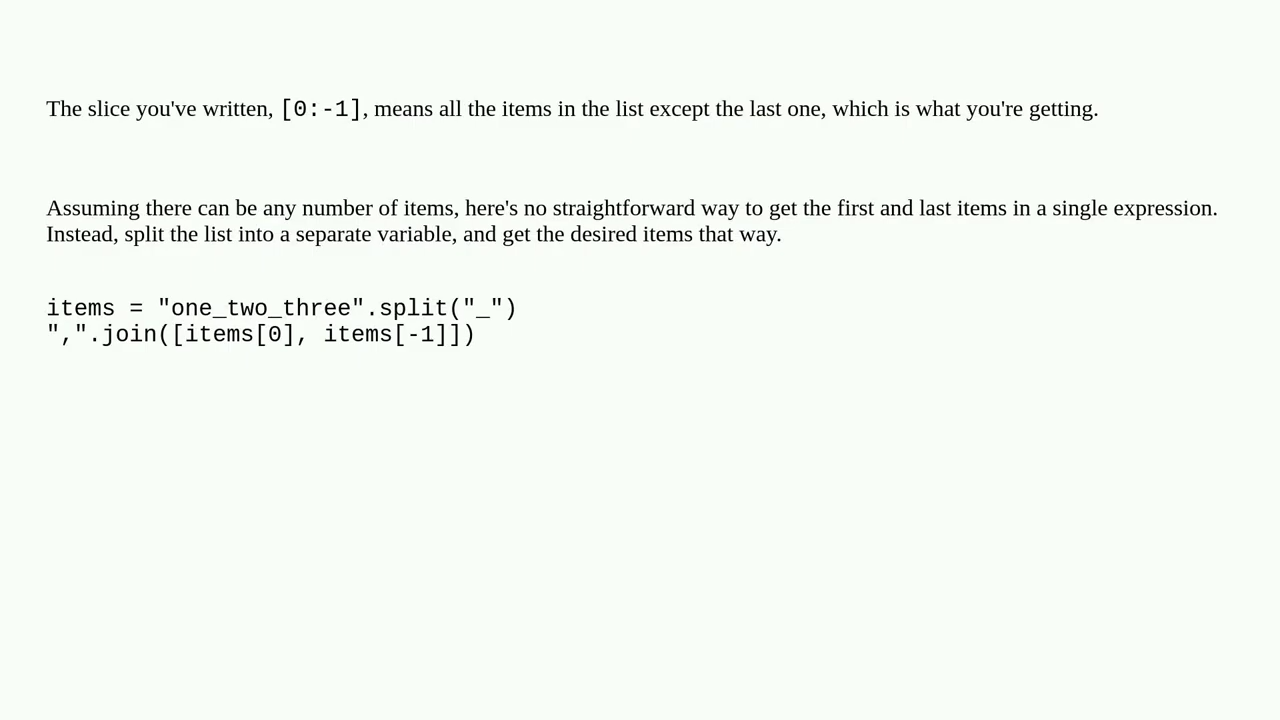 The slice you've written, [0:-1], means all the items in the list except the last one, which is what you're getting.
Assuming there can be any number of items, here's no straightforward way to get the first and last items in a single expression.
Instead, split the list into a separate variable, and get the desired items that way.
items = "one_two_three".split("_")
",".join([items[0], items[-1]])